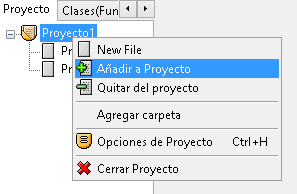 Proyecto Clases(Fun
Proyecto1
Pr
New File
Pr
Añadir a Proyecto
Quitar del proyecto
Agregar carpeta
Opciones de Proyecto Ctrl+H
Cerrar Proyecto